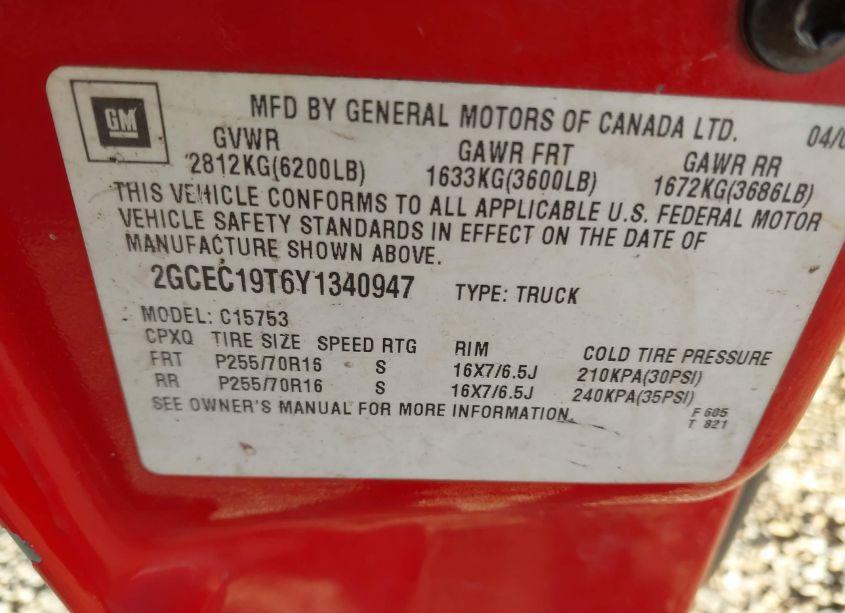 GM
MFD BY GENERAL MOTORS OF CANADA LTD. 04/0
GVWR GAWR FRT GAWR RR
2812KG(6200LB) 1633KG(3600LB) 1672KG(3686LB)
THIS VEHICLE CONFORMS TO ALL APPLICABLE U.S. FEDERAL MOTOR
VEHICLE SAFETY STANDARDS IN EFFECT ON THE DATE OF
MANUFACTURE SHOWN ABOVE.
2GCEC19T6Y1340947 TYPE: TRUCK
MODEL: C15753
CPXQ TIRE SIZE SPEED RTG RIM COLD TIRE PRESSURE
FRT P255/70R16 S 16X7/6.5J 210KPA(30PSI)
RR P255/70R16 S 16X7/6.5J 240KPA(35PSI)
SEE OWNER'S MANUAL FOR MORE INFORMATION. F 605
T 821